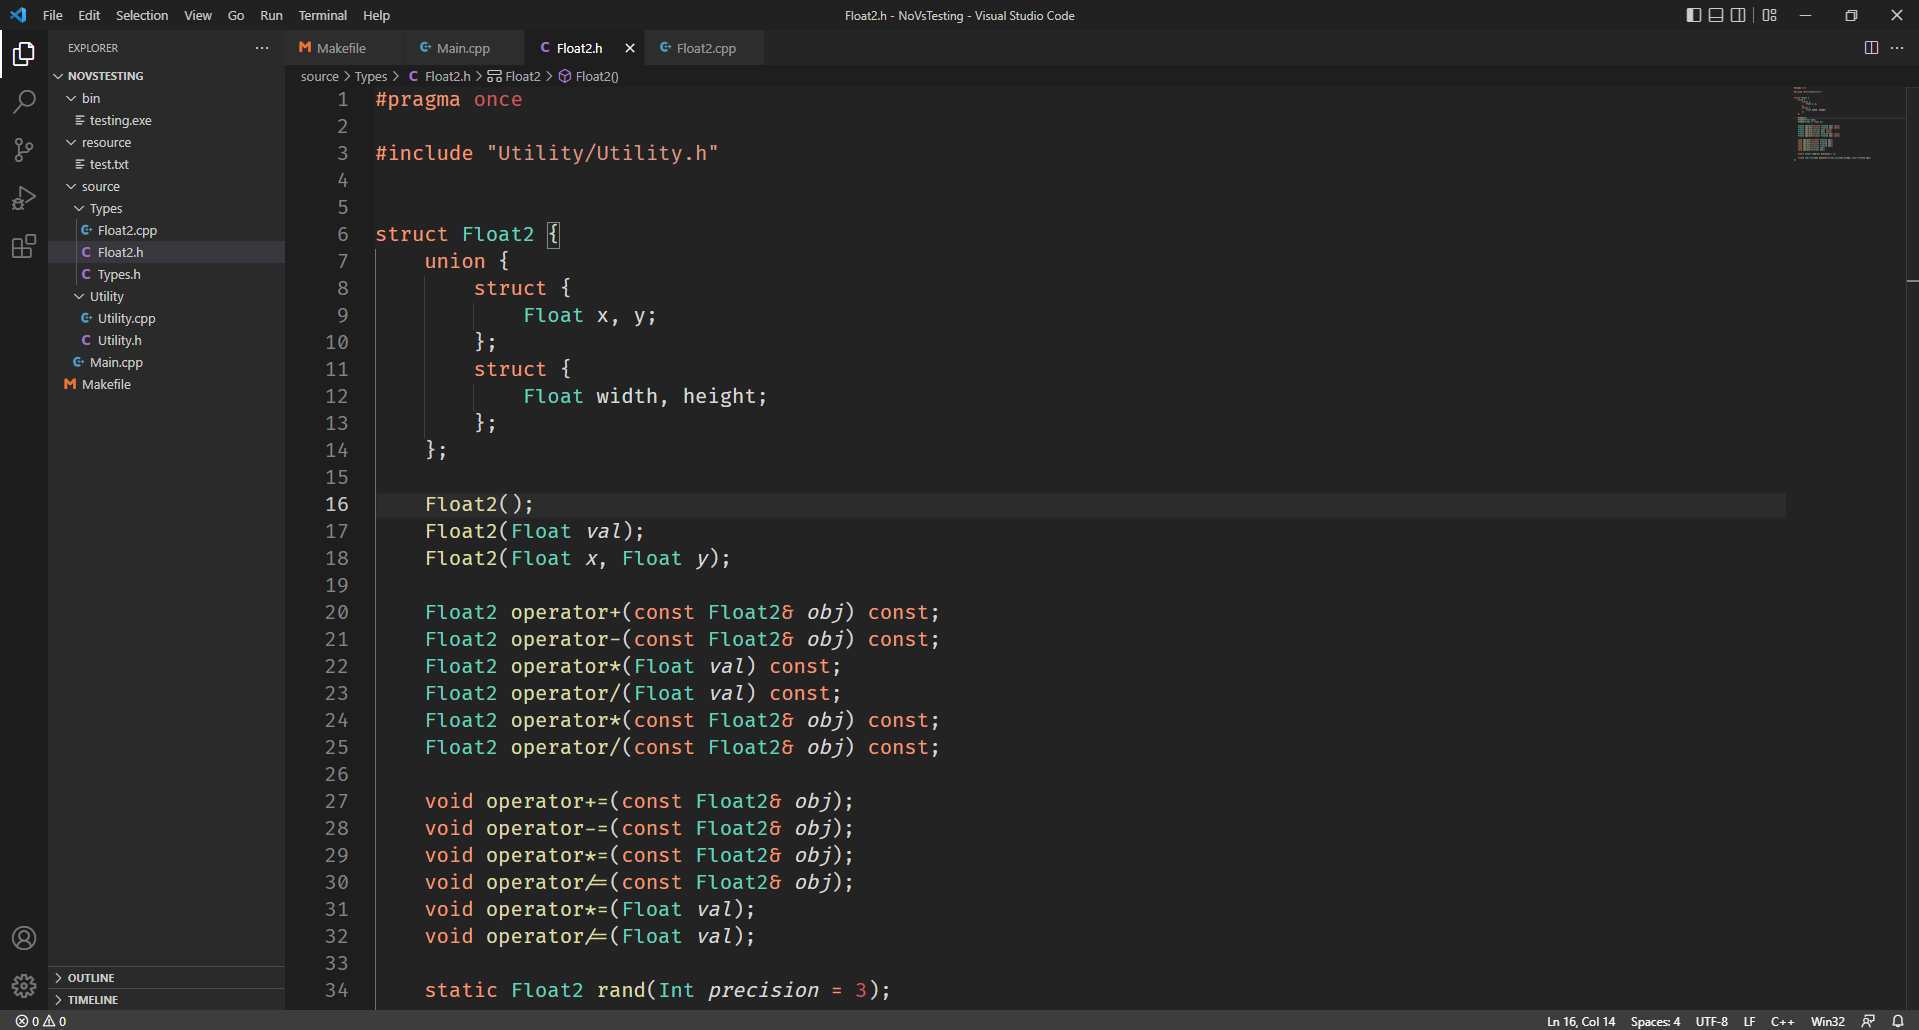 File Edit Selection View Go Run Terminal Help
Float2.h - NoVsTesting - Visual Studio Code
EXPLORER
NOVSTESTING
bin
testing.exe
resource
test.txt
source
Types
Float2.cpp
Float2.h
Types.h
Utility
Utility.cpp
Utility.h
Main.cpp
Makefile
OUTLINE
TIMELINE
Makefile Main.cpp Float2.h Float2.cpp
source > Types > Float2.h > Float2 > Float2()
1 #pragma once
2
3 #include "Utility/Utility.h"
4
5
6 struct Float2 {
7     union {
8         struct {
9             Float x, y;
10         };
11         struct {
12             Float width, height;
13         };
14     };
15
16     Float2();
17     Float2(Float val);
18     Float2(Float x, Float y);
19
20     Float2 operator+(const Float2& obj) const;
21     Float2 operator-(const Float2& obj) const;
22     Float2 operator*(Float val) const;
23     Float2 operator/(Float val) const;
24     Float2 operator*(const Float2& obj) const;
25     Float2 operator/(const Float2& obj) const;
26
27     void operator+=(const Float2& obj);
28     void operator-=(const Float2& obj);
29     void operator*=(const Float2& obj);
30     void operator/=(const Float2& obj);
31     void operator*=(Float val);
32     void operator/=(Float val);
33
34     static Float2 rand(Int precision = 3);
0 0
Ln 16, Col 14 Spaces: 4 UTF-8 LF C++ Win32